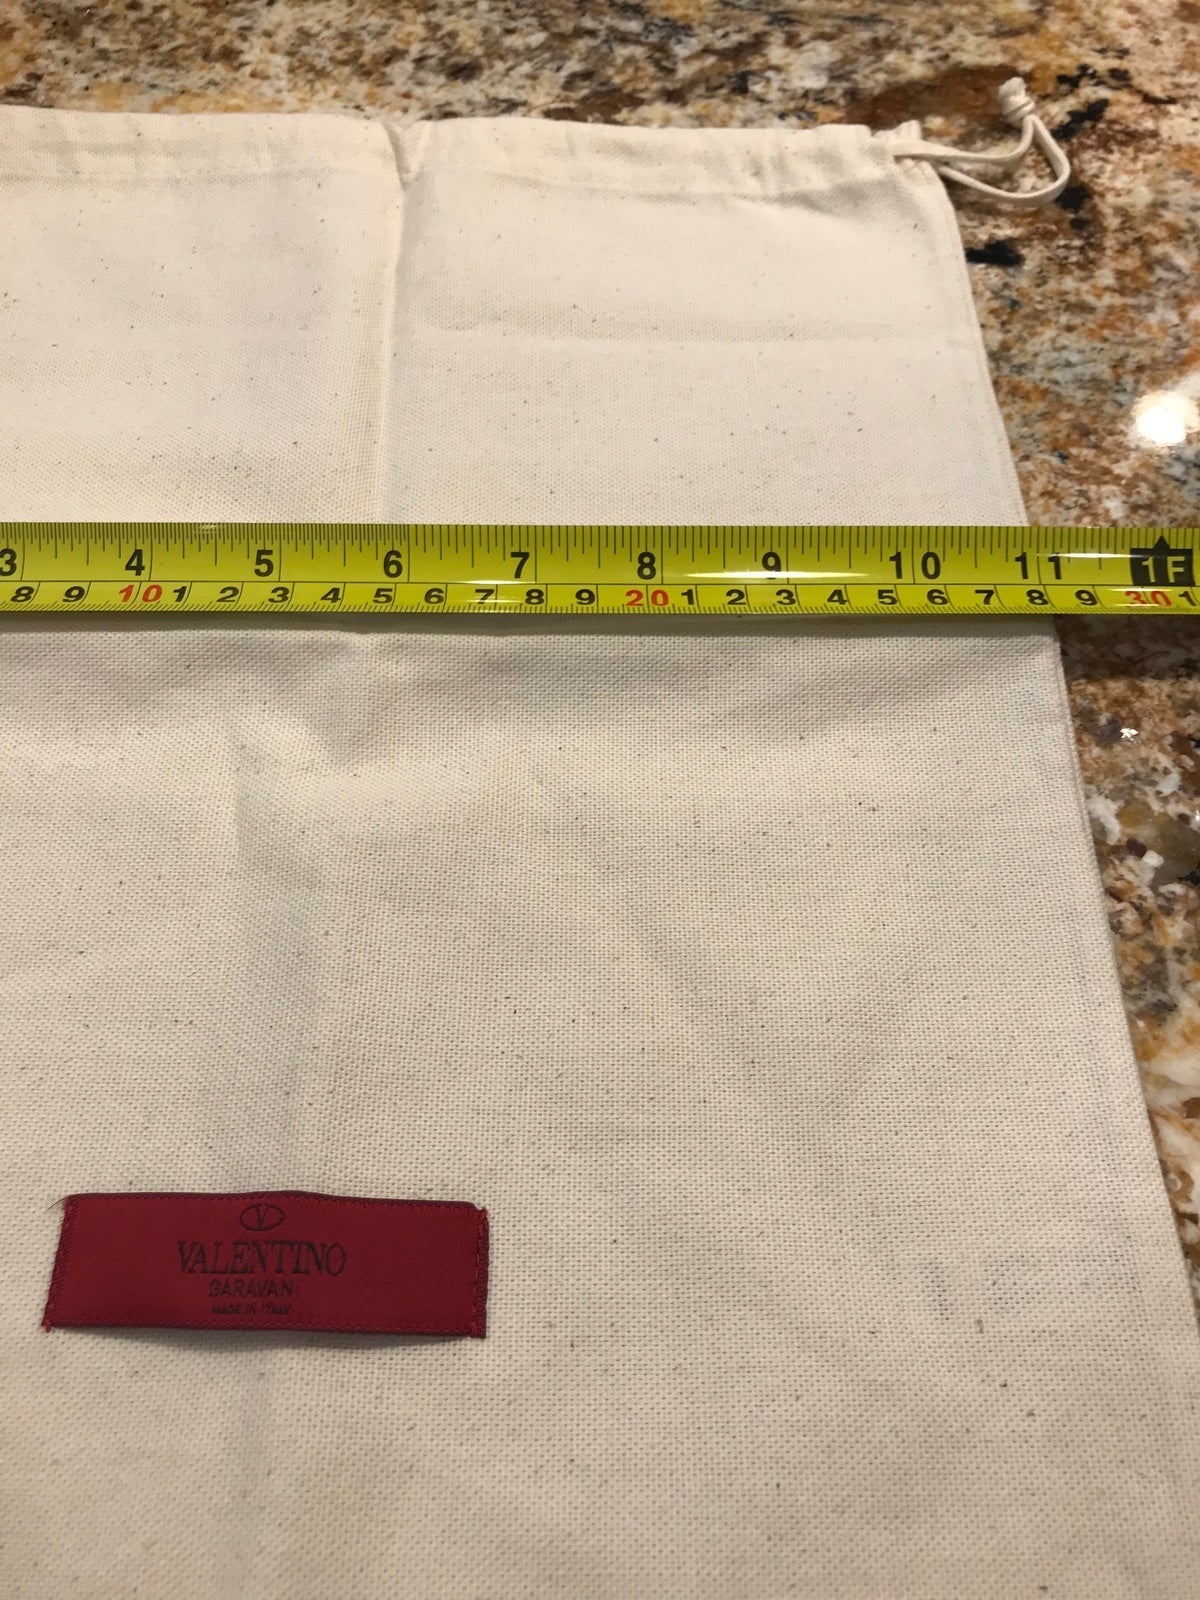 3 4 5 6 7 8 9 10 11 1F
8 9 10 1 2 3 4 5 6 7 8 9 20 1 2 3 4 5 6 7 8 9 30 1
V
VALENTINO
GARAVANI
MADE IN ITALY